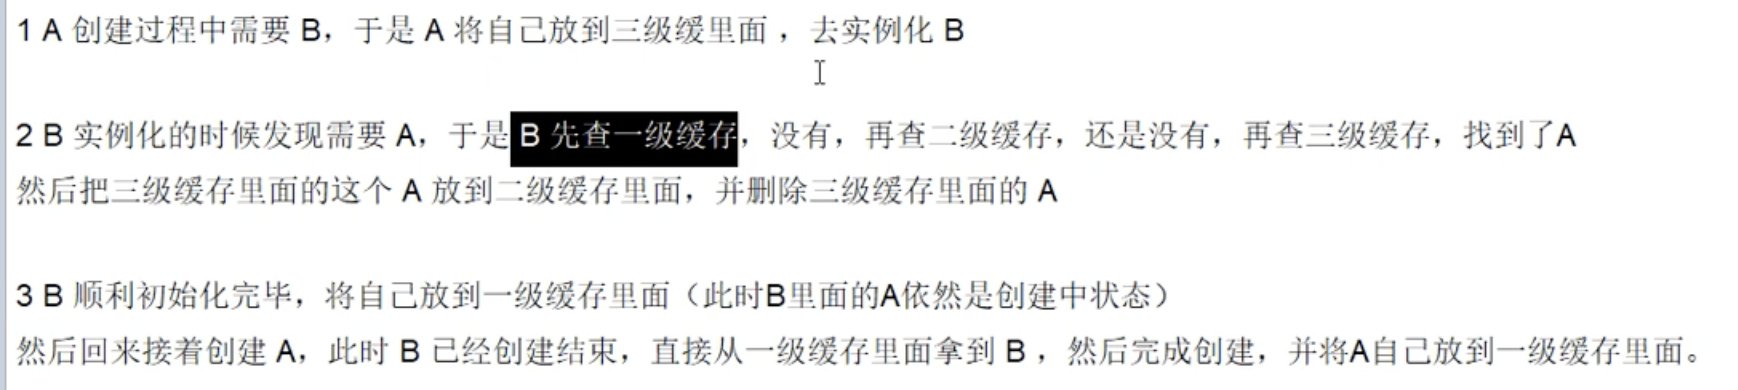 1 A 创建过程中需要 B，于是 A 将自己放到三级缓里面 ，去实例化 B
2 B 实例化的时候发现需要 A，于是 B 先查一级缓存，没有，再查二级缓存，还是没有，再查三级缓存，找到了A
然后把三级缓存里面的这个 A 放到二级缓存里面，并删除三级缓存里面的 A
3 B 顺利初始化完毕，将自己放到一级缓存里面（此时B里面的A依然是创建中状态）
然后回来接着创建 A，此时 B 已经创建结束，直接从一级缓存里面拿到 B ，然后完成创建，并将A自己放到一级缓存里面。